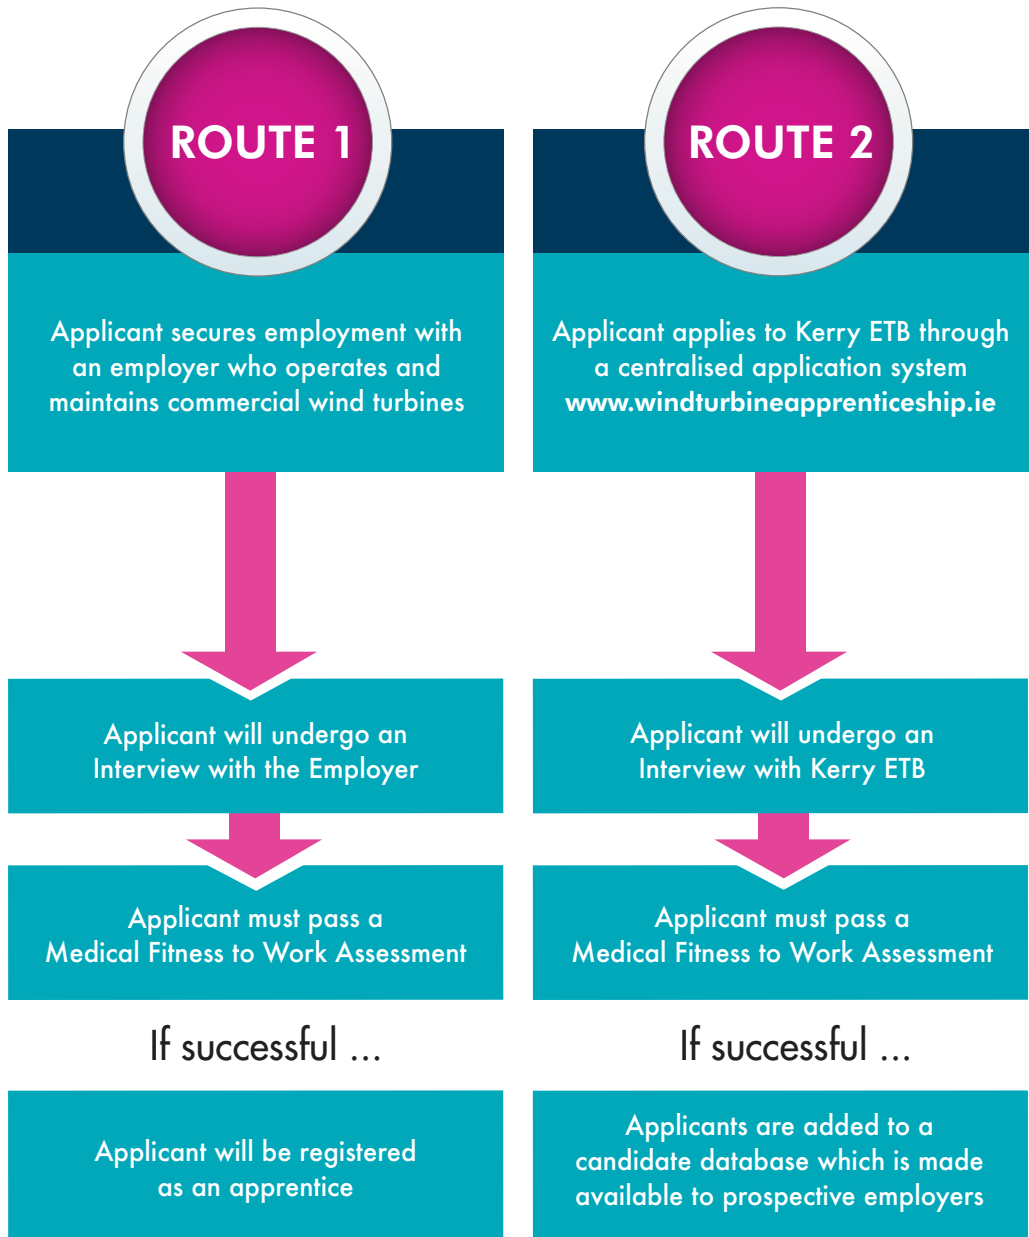 ROUTE 1
Applicant secures employment with
an employer who operates and
maintains commercial wind turbines
Applicant will undergo an
Interview with the Employer
Applicant must pass a
Medical Fitness to Work Assessment
If successful ...
Applicant will be registered
as an apprentice
ROUTE 2
Applicant applies to Kerry ETB through
a centralised application system
www.windturbineapprenticeship.ie
Applicant will undergo an
Interview with Kerry ETB
Applicant must pass a
Medical Fitness to Work Assessment
If successful ...
Applicants are added to a
candidate database which is made
available to prospective employers